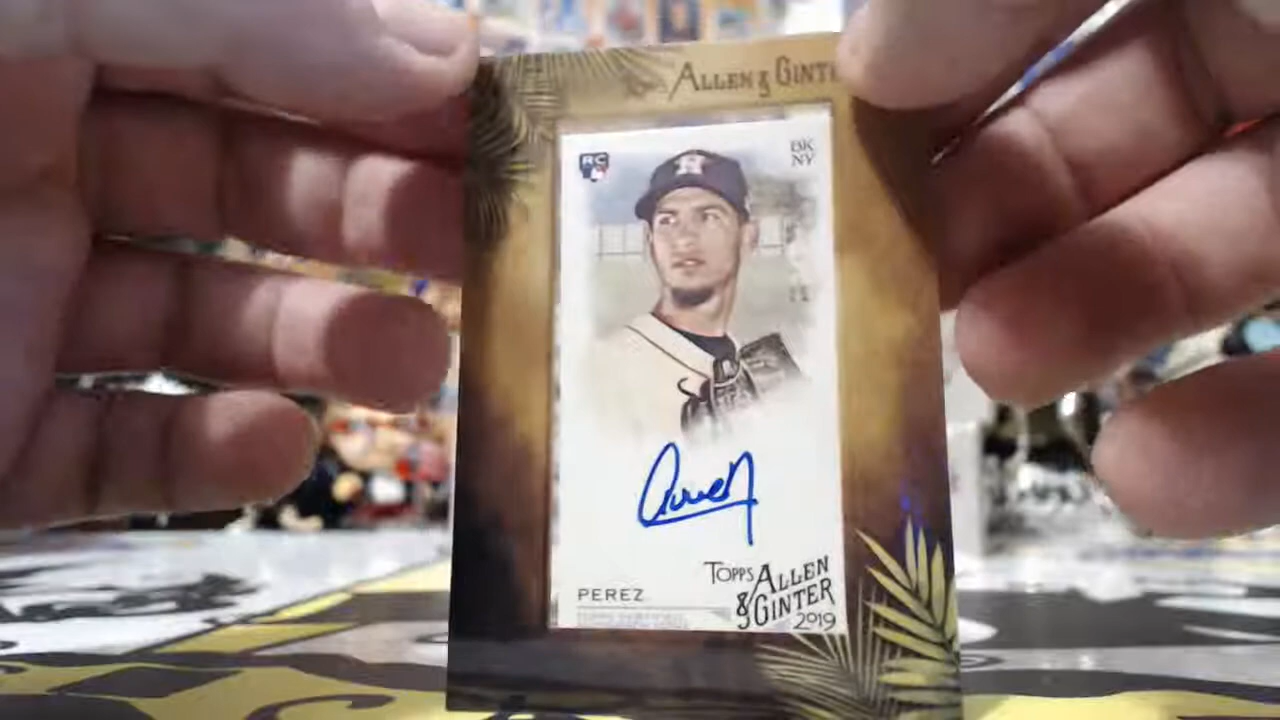 ALLEN & GINTE
RC
BK
NY
H
PEREZ
TOPPS ALLEN
& GINTER
2019